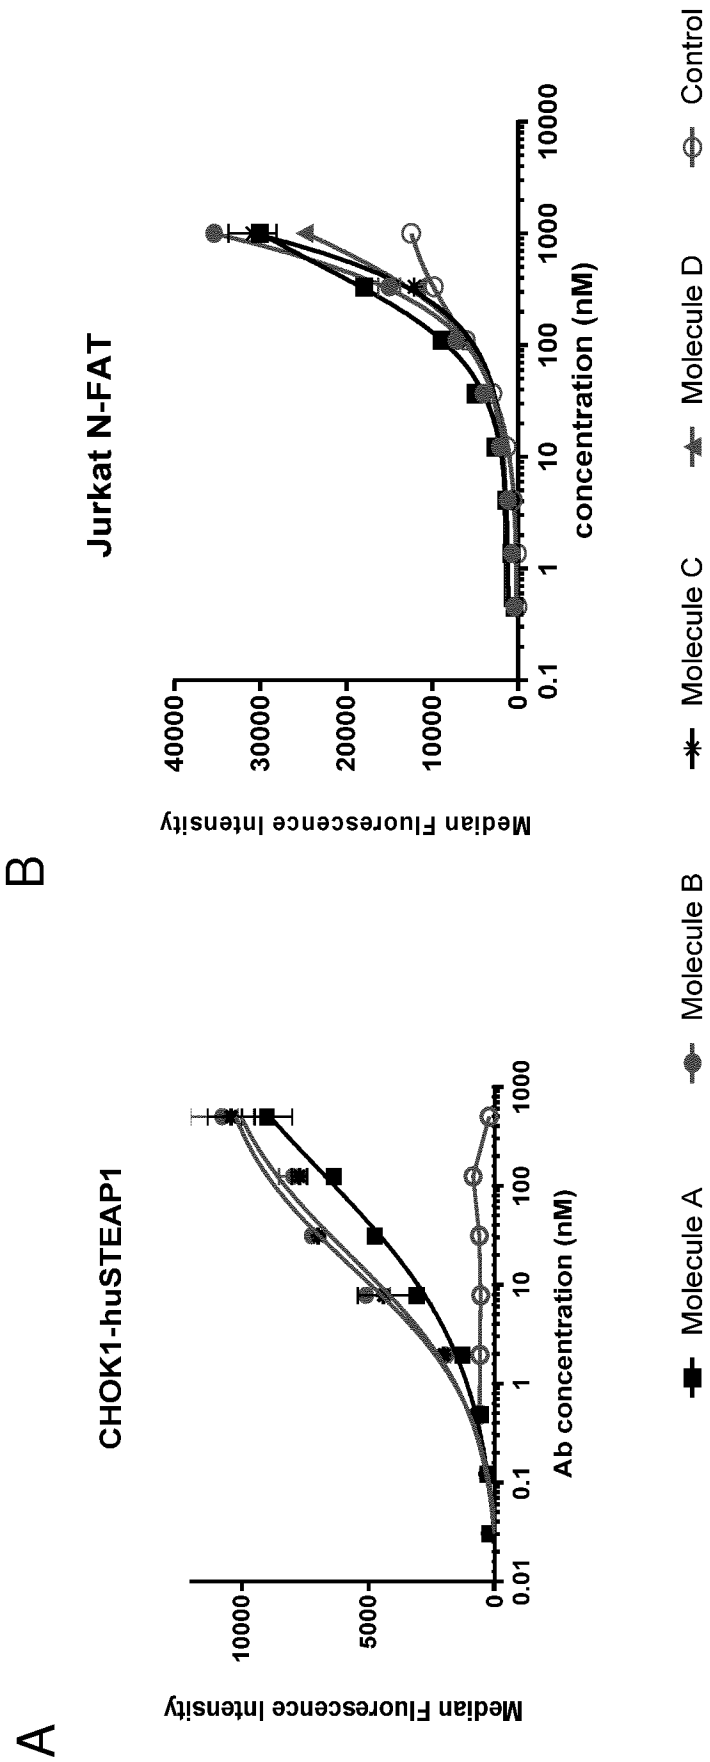 A
CHOK1-huSTEAP1
Median Fluorescence Intensity
10000
5000
0
0.01
0.1
1
10
100
1000
Ab concentration (nM)
B
Jurkat N-FAT
Median Fluorescence Intensity
40000
30000
20000
10000
0
0.1
1
10
100
1000
10000
concentration (nM)
Molecule A
Molecule B
Molecule C
Molecule D
Control